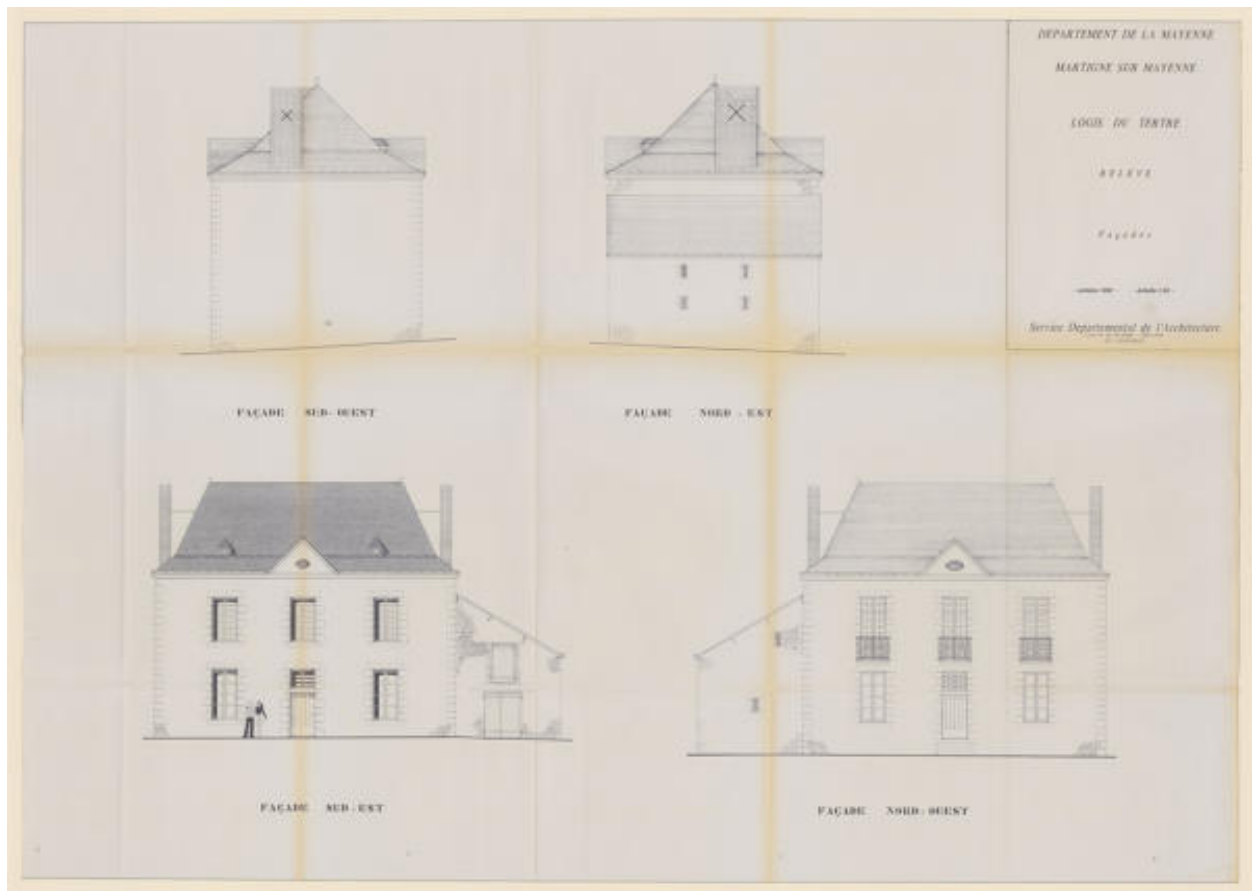 DEPARTEMENT DE LA MAYENNE
MARTIGNE SUR MAYENNE
LOGIS DU TERTRE
RELEVE
Façades
Service Departemental de l'Architecture
FAÇADE SUD-OUEST
FAÇADE NORD-EST
FAÇADE SUD-EST
FAÇADE NORD-OUEST